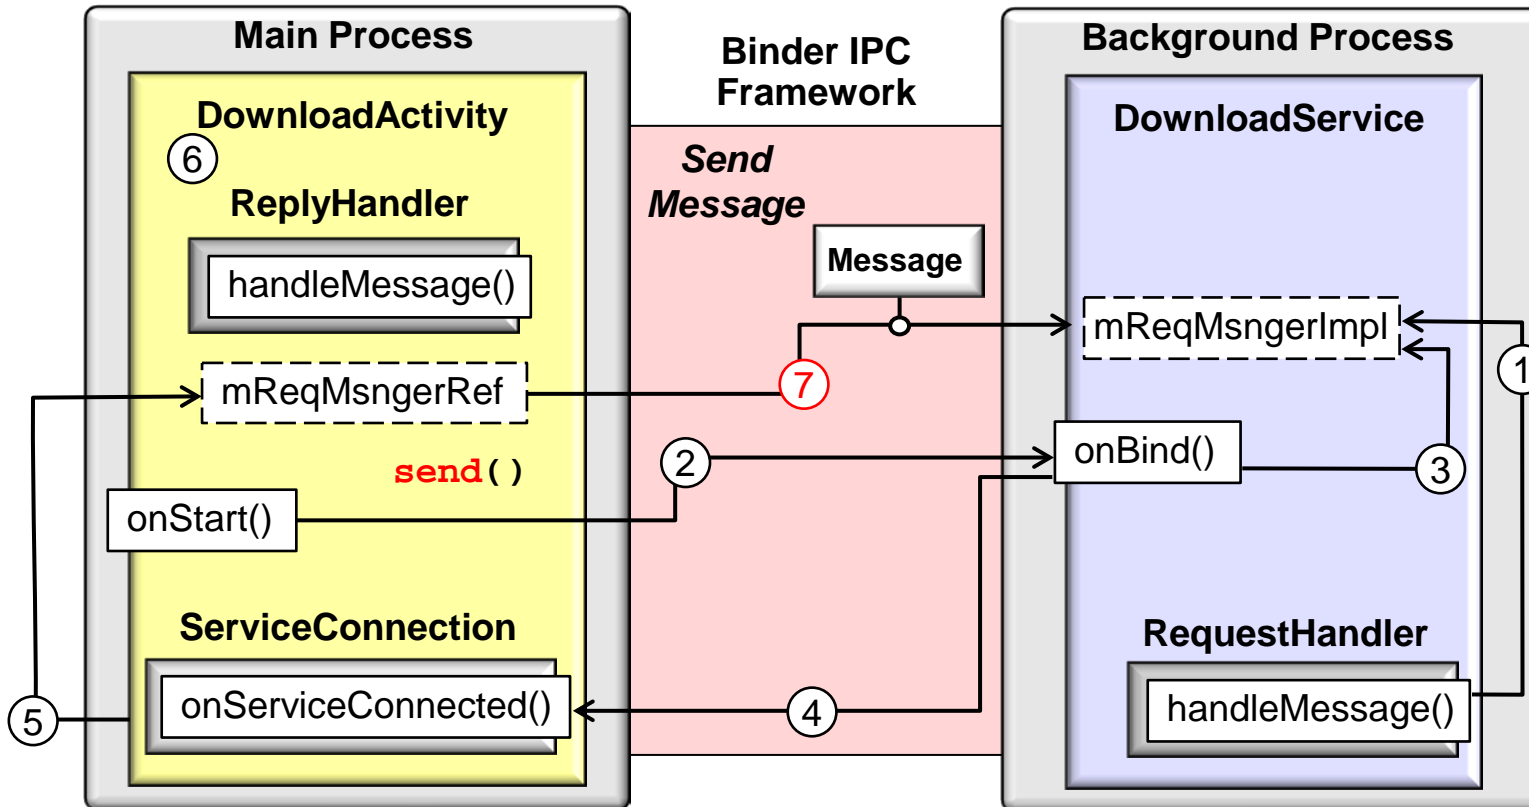 Main Process
DownloadActivity
6
ReplyHandler
handleMessage()
mReqMsngerRef
send()
onStart()
ServiceConnection
onServiceConnected()
5
Binder IPC
Framework
Send
Message
Message
7
2
4
Background Process
DownloadService
mReqMsngerImpl
1
onBind()
3
RequestHandler
handleMessage()